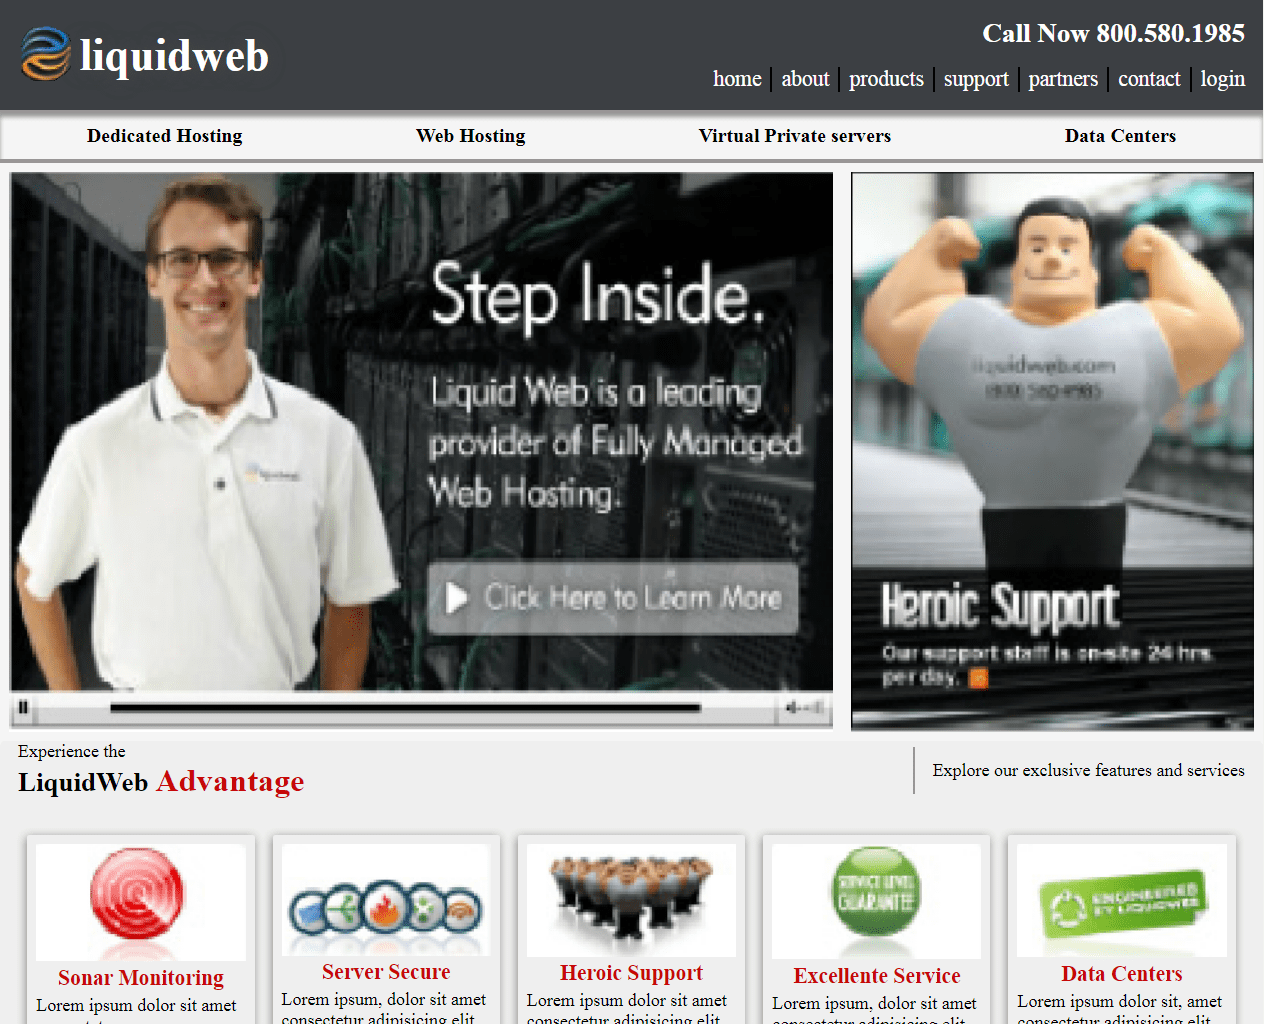 liquidweb
Call Now 800.580.1985
home about products support partners contact login
Dedicated Hosting Web Hosting Virtual Private servers Data Centers
Step Inside.
Liquid Web is a leading
provider of Fully Managed
Web Hosting.
Click Here to Learn More
liquidweb.com
(800) 580-4985
Heroic Support
Our support staff is on-site 24 hrs.
per day.
Experience the
LiquidWeb Advantage
Explore our exclusive features and services
SERVICE LEVEL
GUARANTEE
ENGINEERED
BY LIQUIDWEB
Sonar Monitoring
Lorem ipsum dolor sit amet
Server Secure
Lorem ipsum, dolor sit amet
consectetur adipisicing elit
Heroic Support
Lorem ipsum dolor sit amet
consectetur adipisicing elit
Excellente Service
Lorem ipsum dolor sit amet
consectetur adipisicing elit
Data Centers
Lorem ipsum dolor sit, amet
consectetur adipisicing elit